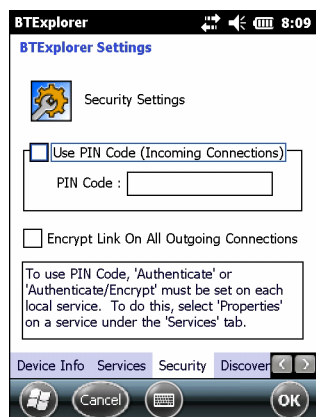 BTExplorer 8:09
BTExplorer Settings
Security Settings
Use PIN Code (Incoming Connections)
PIN Code :
Encrypt Link On All Outgoing Connections
To use PIN Code, 'Authenticate' or
'Authenticate/Encrypt' must be set on each
local service. To do this, select 'Properties'
on a service under the 'Services' tab.
Device Info Services Security Discover
Cancel OK